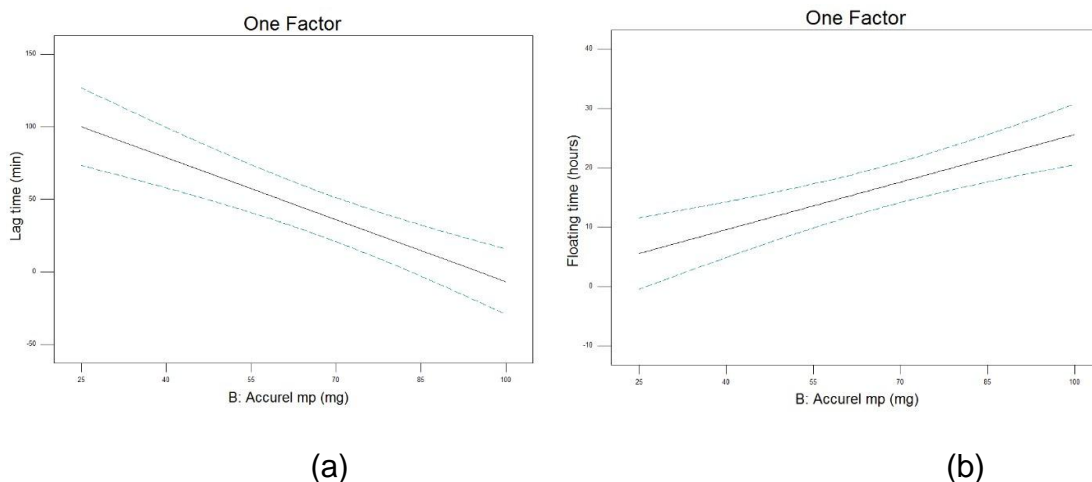 One Factor
150
100
50
0
-50
Lag time (min)
25 40 55 70 85 100
B: Accurel mp (mg)
(a)
One Factor
40
30
20
10
0
-10
Floating time (hours)
25 40 55 70 85 100
B: Accurel mp (mg)
(b)